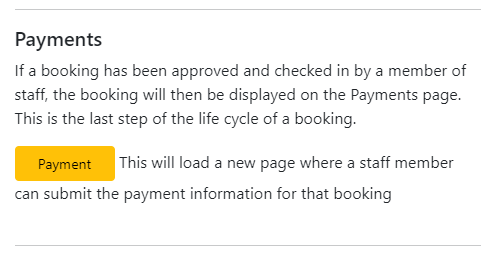 Payments
If a booking has been approved and checked in by a member of
staff, the booking will then be displayed on the Payments page.
This is the last step of the life cycle of a booking.
Payment This will load a new page where a staff member
can submit the payment information for that booking